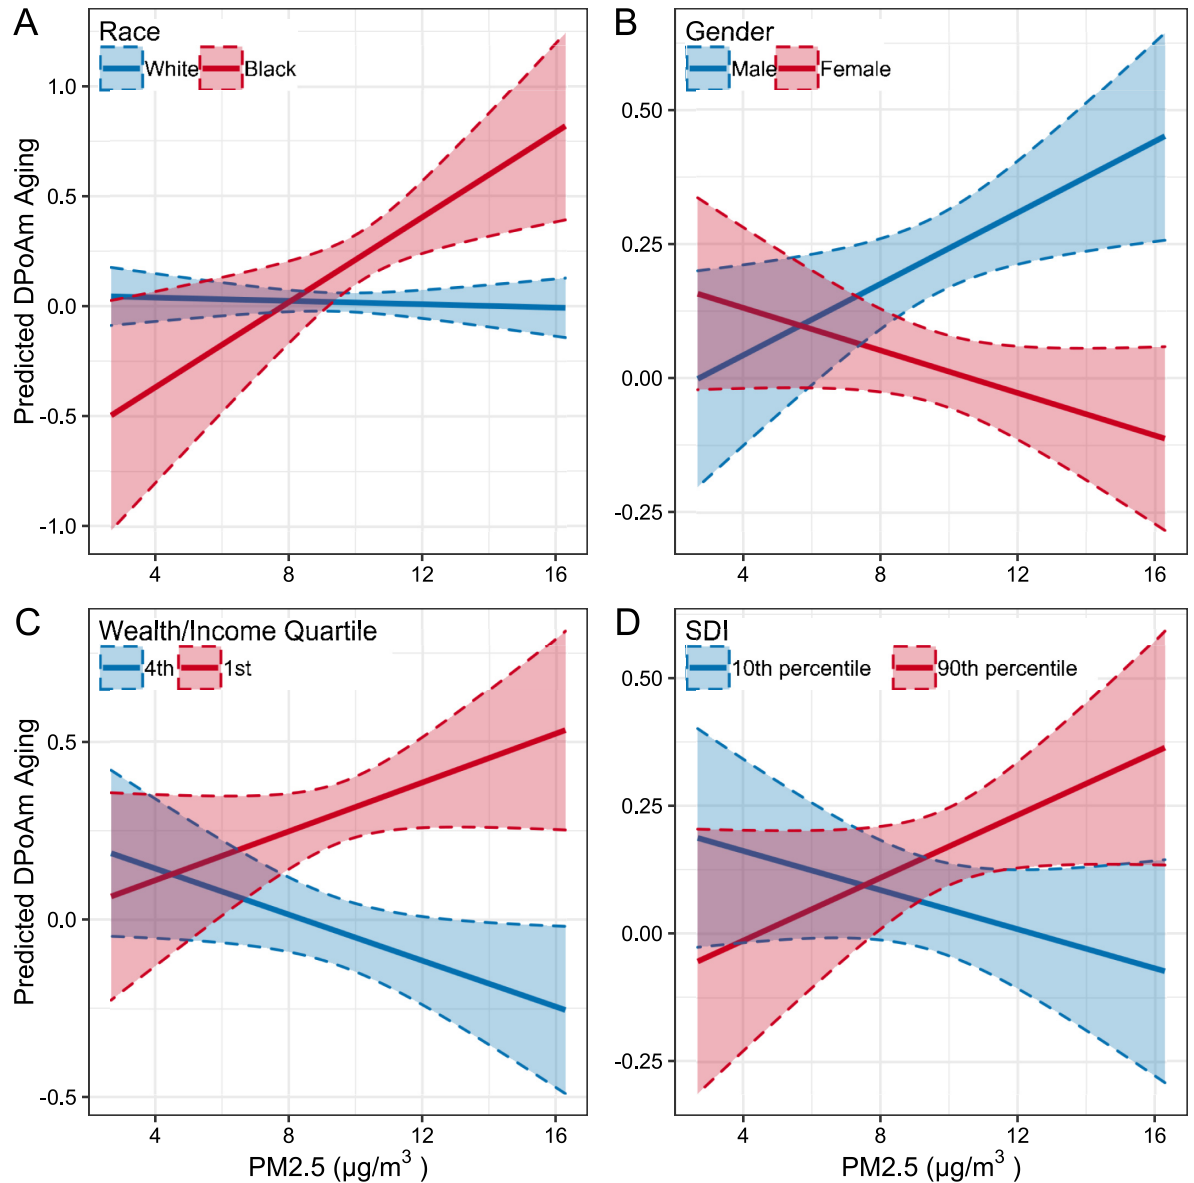 A
Race
White Black
Predicted DPoAm Aging
1.0
0.5
0.0
-0.5
-1.0
4 8 12 16
B
Gender
Male Female
0.50
0.25
0.00
-0.25
4 8 12 16
C
Wealth/Income Quartile
4th 1st
Predicted DPoAm Aging
0.5
0.0
-0.5
4 8 12 16
PM2.5 (μg/m³ )
D
SDI
10th percentile 90th percentile
0.50
0.25
0.00
-0.25
4 8 12 16
PM2.5 (μg/m³ )